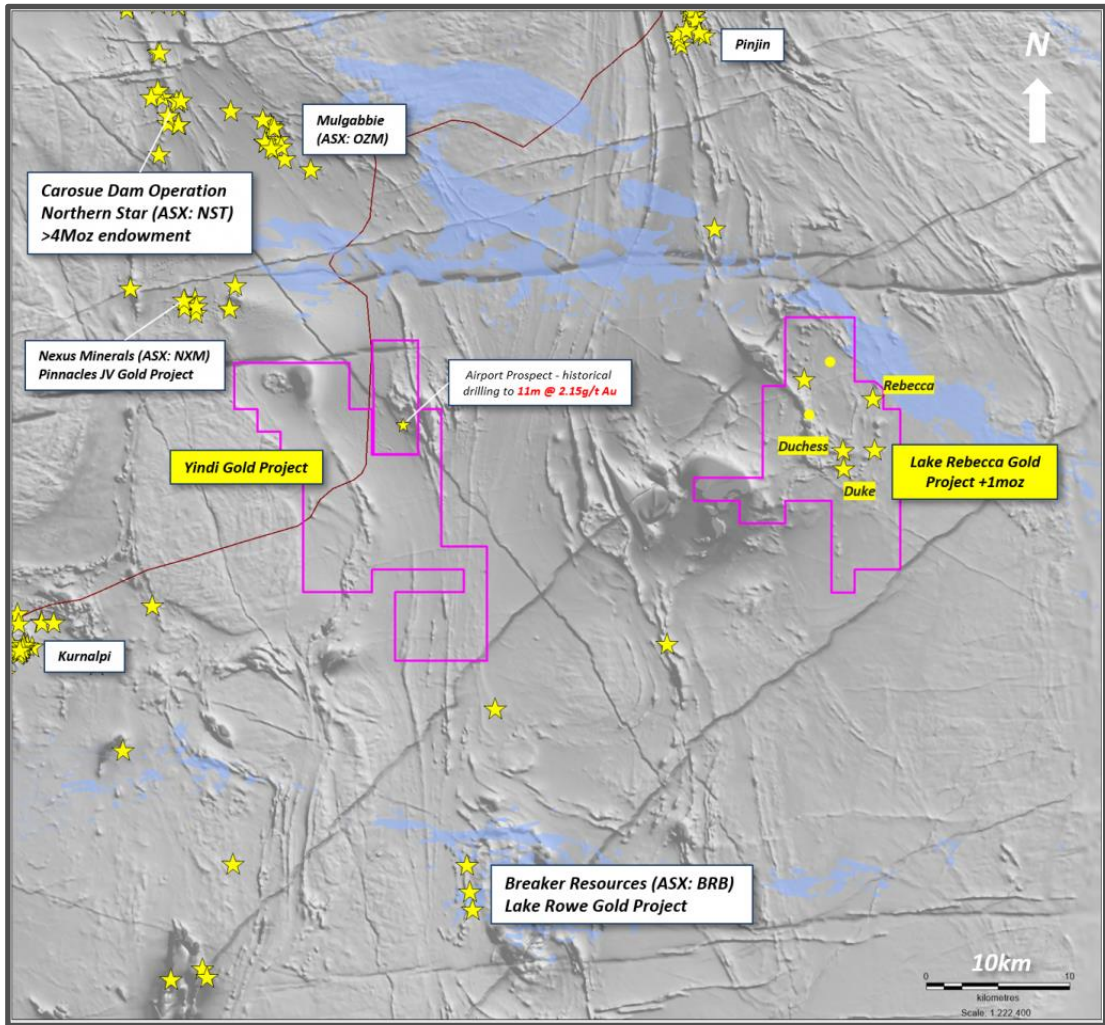 Pinjin
N
Mulgabbie
(ASX: OZM)
Carosue Dam Operation
Northern Star (ASX: NST)
>4Moz endowment
Nexus Minerals (ASX: NXM)
Pinnacles JV Gold Project
Airport Prospect - historical
drilling to 11m @ 2.15g/t Au
Rebecca
Yindi Gold Project
Duchess
Lake Rebecca Gold
Project +1moz
Duke
Kurnalpi
Breaker Resources (ASX: BRB)
Lake Rowe Gold Project
10km
0 10
kilometres
Scale: 1:222,400